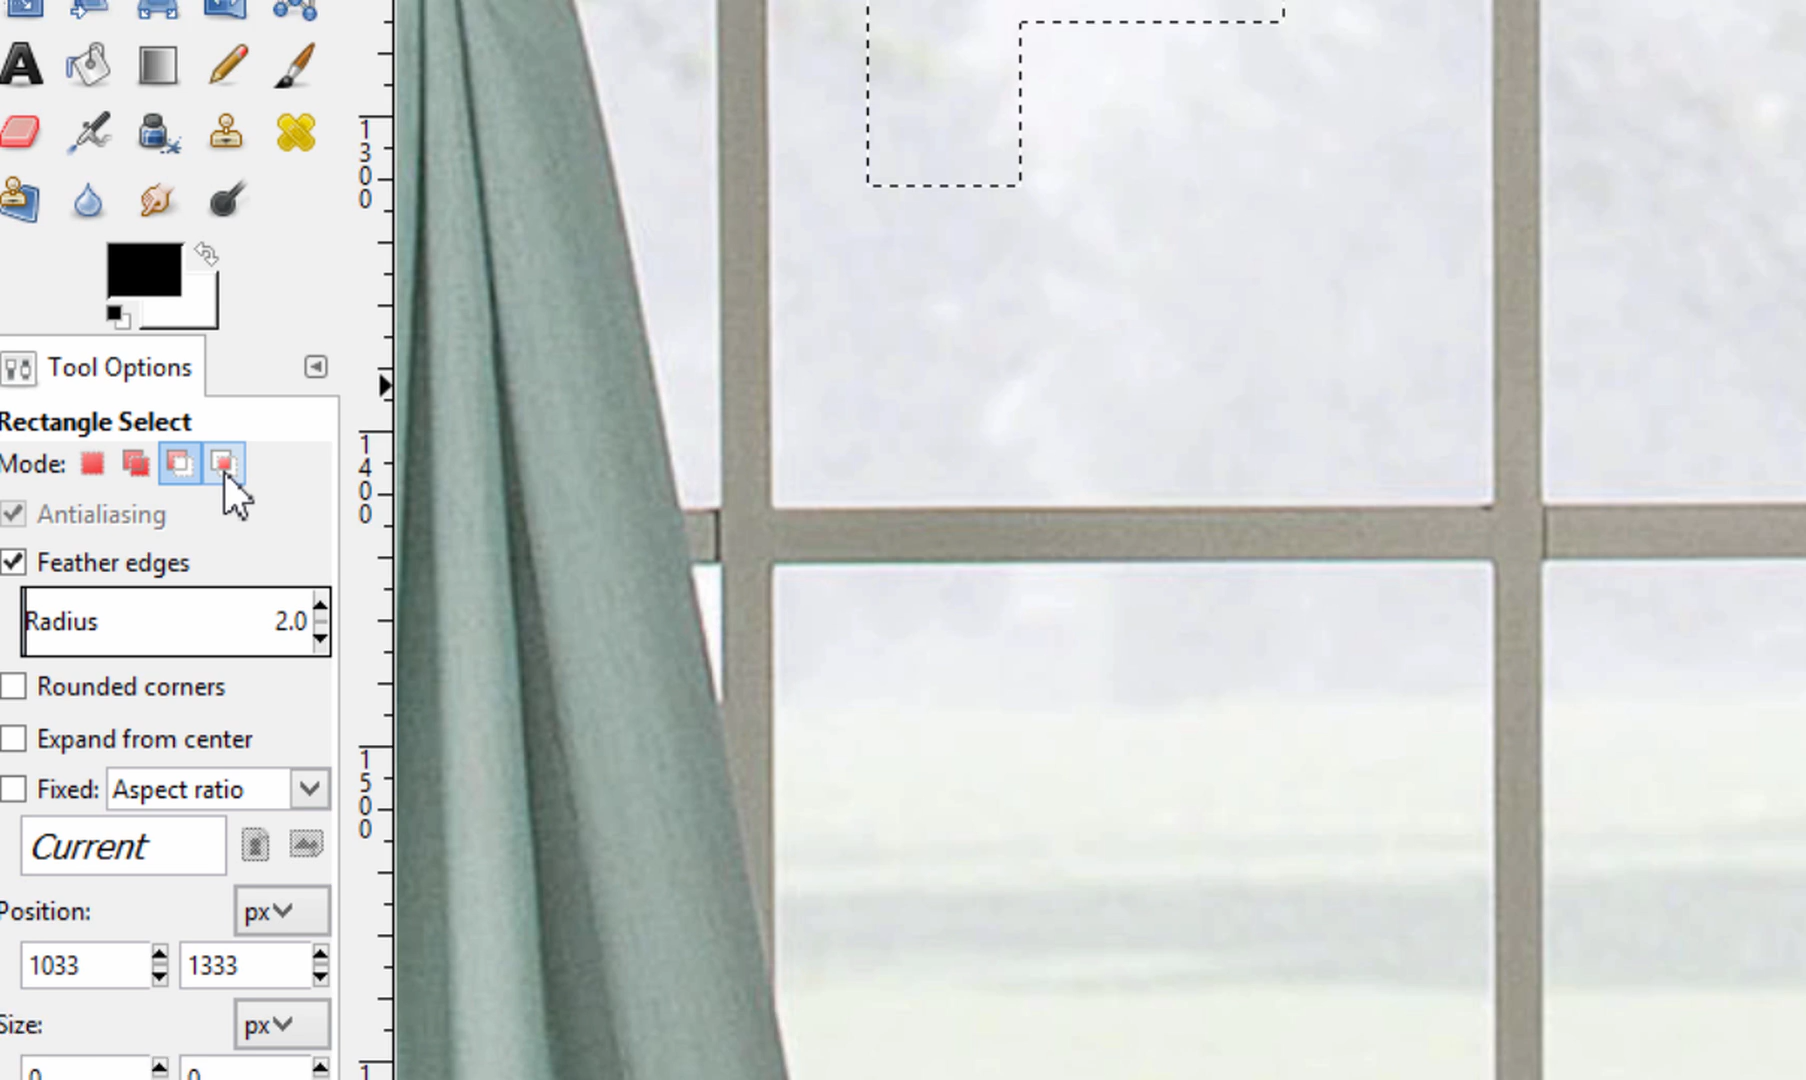 A
1300
Tool Options
Rectangle Select
Mode:
Antialiasing
1400
Feather edges
Radius 2.0
Rounded corners
Expand from center
1500
Fixed: Aspect ratio
Current
Position: px
1033 1333
Size: px
0 0
1